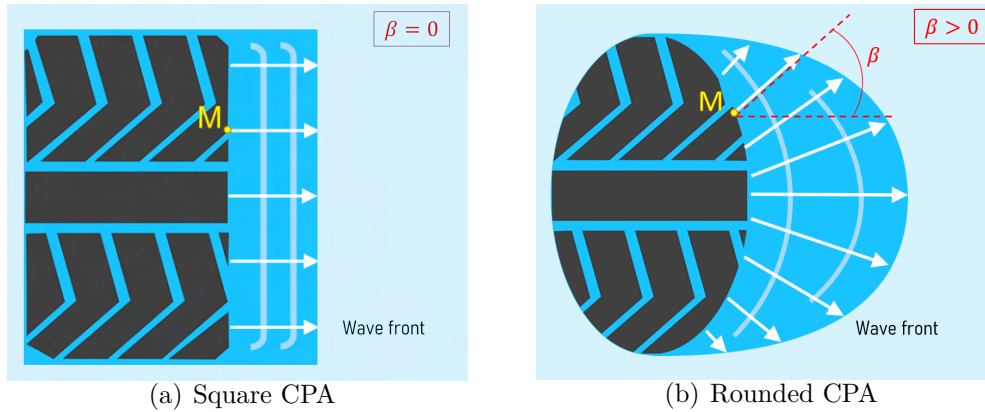 β = 0
M
Wave front
(a) Square CPA
β > 0
β
M
Wave front
(b) Rounded CPA